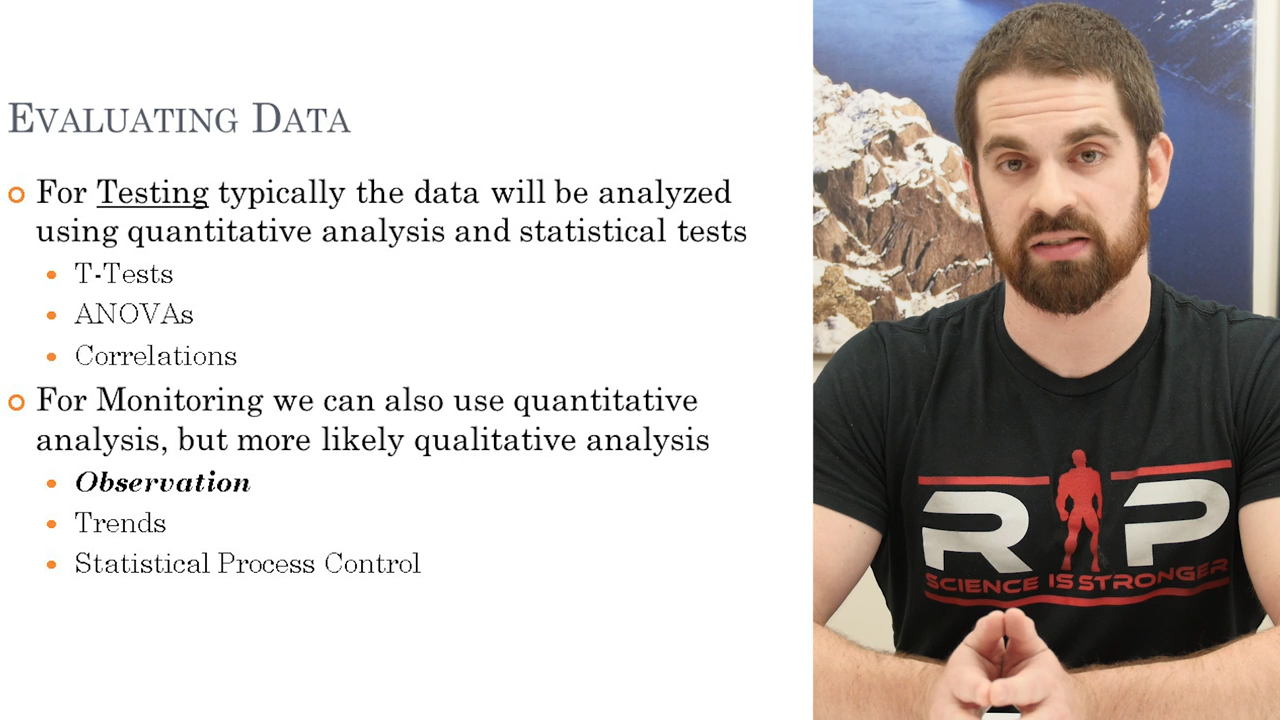 Evaluating Data
For Testing typically the data will be analyzed
using quantitative analysis and statistical tests
T-Tests
ANOVAs
Correlations
For Monitoring we can also use quantitative
analysis, but more likely qualitative analysis
Observation
Trends
Statistical Process Control
R P
SCIENCE IS STRONGER